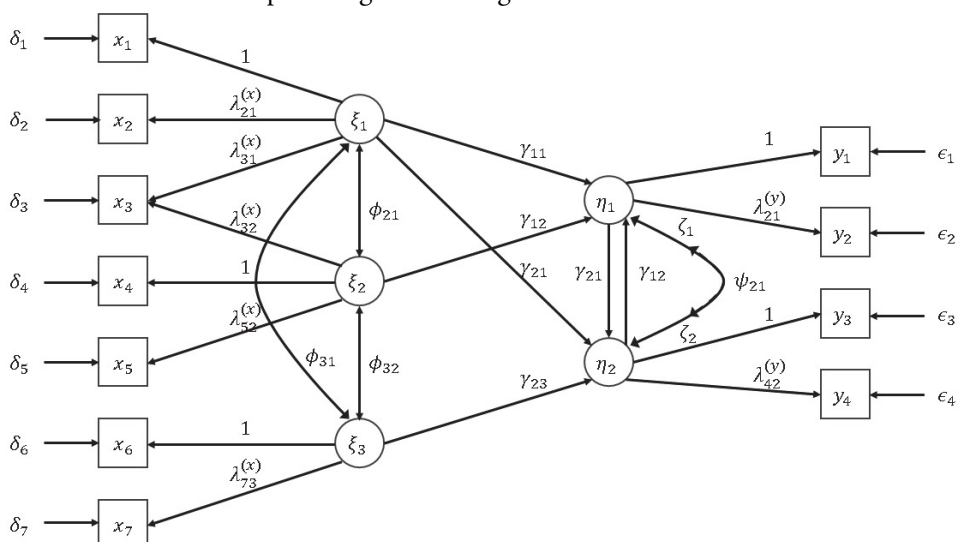 δ₁ x₁
1
δ₂ x₂ λ₂₁⁽ˣ⁾ ξ₁
λ₃₁⁽ˣ⁾ γ₁₁ 1 y₁ ϵ₁
δ₃ x₃ ϕ₂₁ η₁
λ₃₂⁽ˣ⁾ γ₁₂ ζ₁ λ₂₁⁽ʸ⁾ y₂ ϵ₂
δ₄ x₄ 1 ξ₂ γ₂₁ γ₂₁ γ₁₂ ψ₂₁
λ₅₂⁽ˣ⁾ ζ₂ 1 y₃ ϵ₃
δ₅ x₅ ϕ₃₁ ϕ₃₂ η₂
γ₂₃ λ₄₂⁽ʸ⁾ y₄ ϵ₄
δ₆ x₆ 1 ξ₃
λ₇₃⁽ˣ⁾
δ₇ x₇